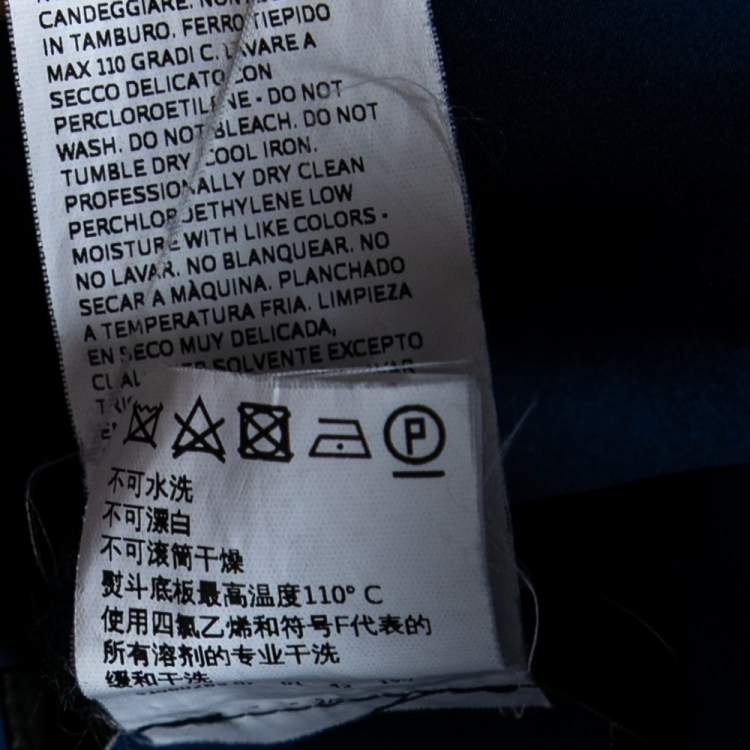 CANDEGGIARE. NON
IN TAMBURO. FERRO TIEPIDO
MAX 110 GRADI C. LAVARE A
SECCO DELICATO CON
PERCLOROETILENE - DO NOT
WASH. DO NOT BLEACH. DO NOT
TUMBLE DRY. COOL IRON.
PROFESSIONALLY DRY CLEAN
PERCHLOROETHYLENE LOW
MOISTURE WITH LIKE COLORS -
NO LAVAR. NO BLANQUEAR. NO
SECAR A MÀQUINA. PLANCHADO
A TEMPERATURA FRIA. LIMPIEZA
EN SECO MUY DELICADA,
SOLVENTE EXCEPTO
P
不可水洗
不可漂白
不可滚筒干燥
熨斗底板最高温度110° C
使用四氯乙烯和符号F代表的
所有溶剂的专业干洗
缓和干洗